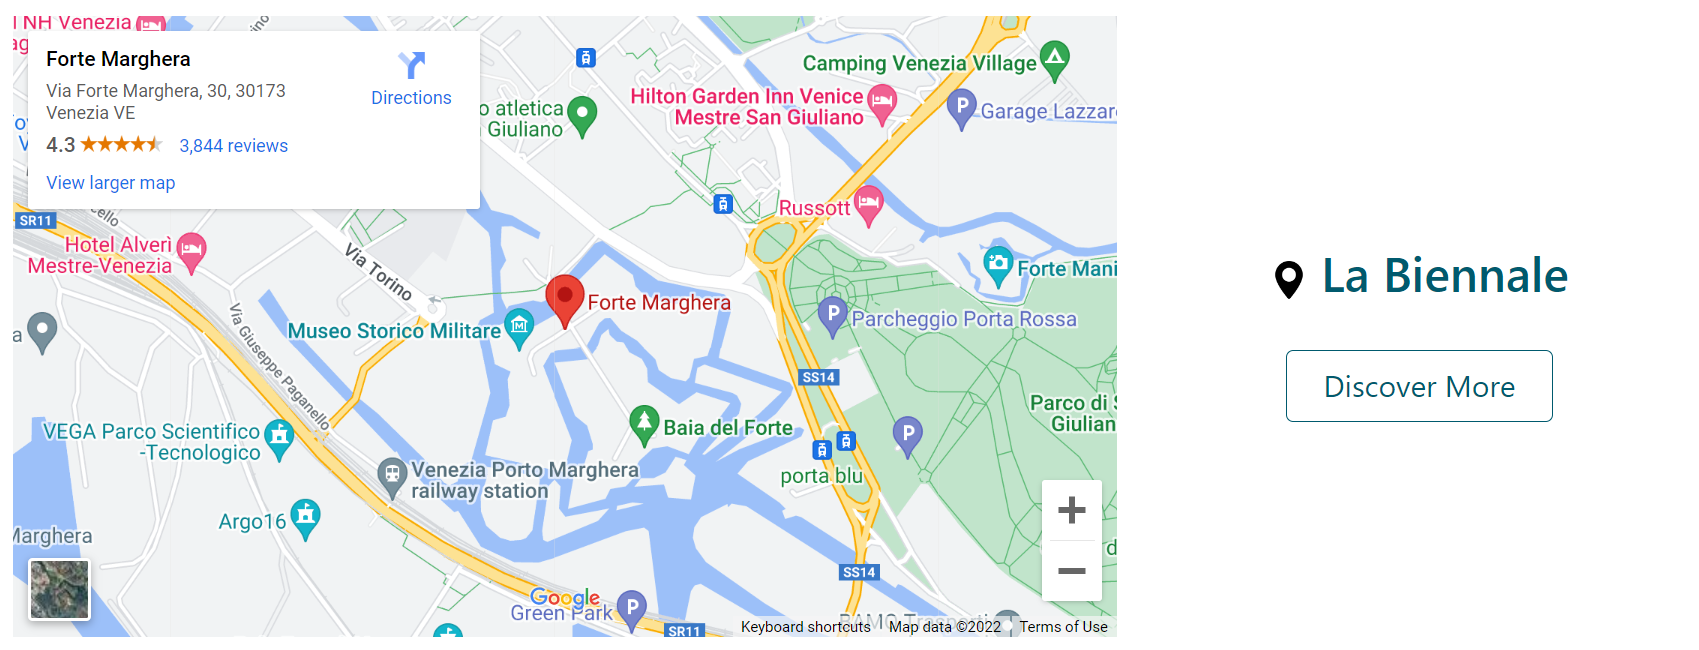 NH Venezia
Forte Marghera
Via Forte Marghera, 30, 30173
Venezia VE
4.3
3,844 reviews
View larger map
Directions
atletica
Giuliano
Camping Venezia Village
Hilton Garden Inn Venice
Mestre San Giuliano
Garage Lazzar
Russott
SR11
Hotel Alverì
Mestre-Venezia
Via Torino
Forte Marghera
Museo Storico Militare
Forte Mani
Parcheggio Porta Rossa
Via Giuseppe Paganello
SS14
Parco di S
Giulian
VEGA Parco Scientifico
-Tecnologico
Baia del Forte
Venezia Porto Marghera
railway station
porta blu
Argo16
Marghera
SS14
Google
Green Park
SR11
Keyboard shortcuts
Map data ©2022
Terms of Use
La Biennale
Discover More